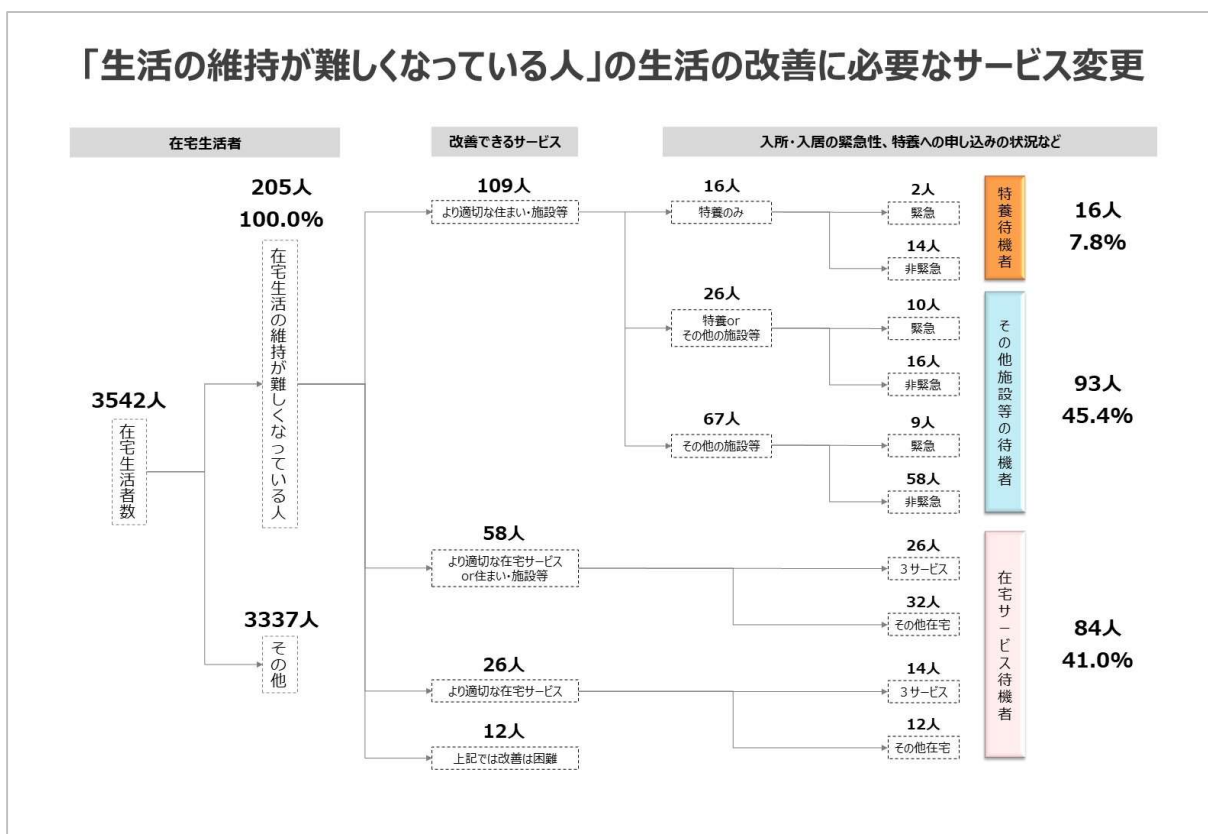 「生活の維持が難しくなっている人」の生活の改善に必要なサービス変更
在宅生活者
改善できるサービス
入所・入居の緊急性、特養への申し込みの状況など
3542人
在宅生活者数
205人
100.0%
在宅生活の維持が難しくなっている人
3337人
その他
109人
より適切な住まい・施設等
58人
より適切な在宅サービス
or住まい・施設等
26人
より適切な在宅サービス
12人
上記では改善は困難
16人
特養のみ
26人
特養or
その他の施設等
67人
その他の施設等
2人
緊急
14人
非緊急
10人
緊急
16人
非緊急
9人
緊急
58人
非緊急
26人
3サービス
32人
その他在宅
14人
3サービス
12人
その他在宅
特養待機者
16人
7.8%
その他施設等の待機者
93人
45.4%
在宅サービス待機者
84人
41.0%